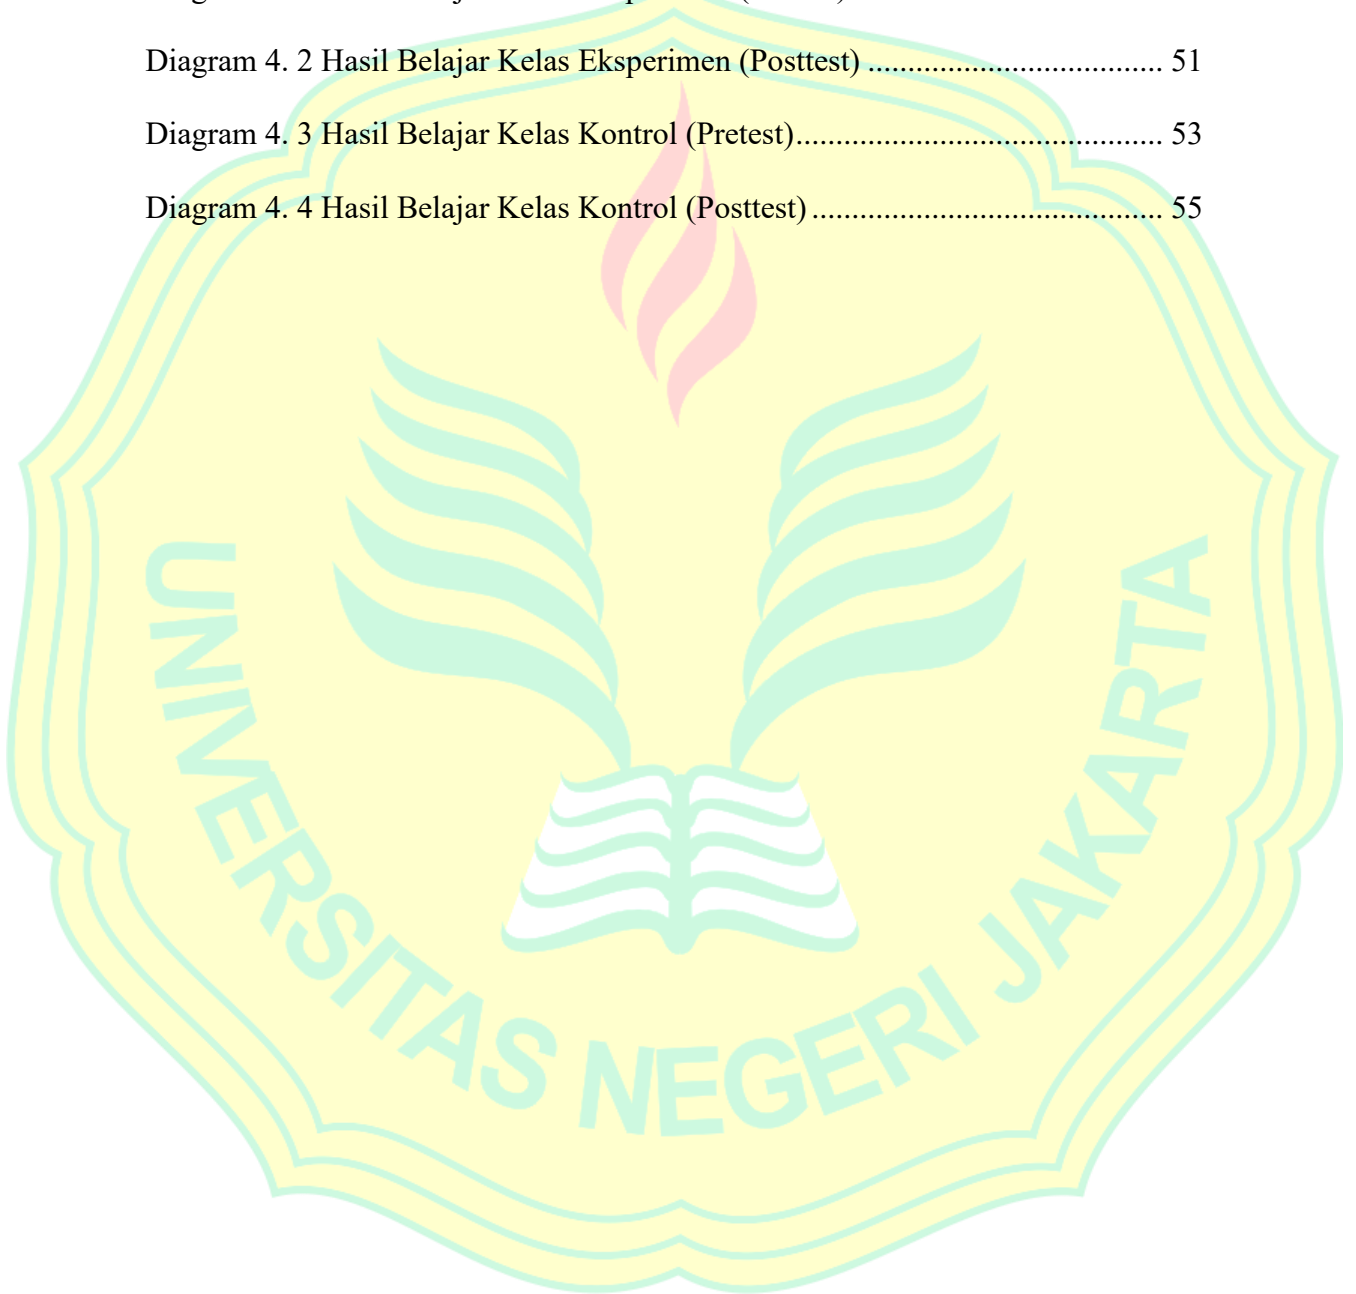 Diagram 4. 2 Hasil Belajar Kelas Eksperimen (Posttest) ..................................... 51
Diagram 4. 3 Hasil Belajar Kelas Kontrol (Pretest).............................................. 53
Diagram 4. 4 Hasil Belajar Kelas Kontrol (Posttest) ............................................ 55
UNIVERSITAS NEGERI JAKARTA